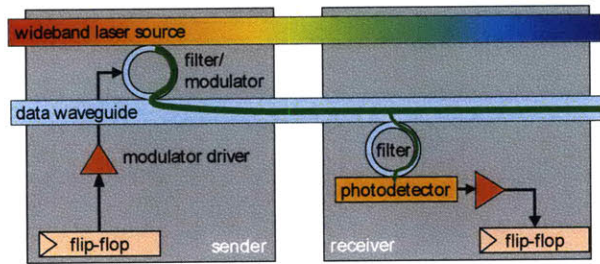 wideband laser source
filter/
modulator
data waveguide
modulator driver
filter
photodetector
flip-flop
sender
receiver
flip-flop